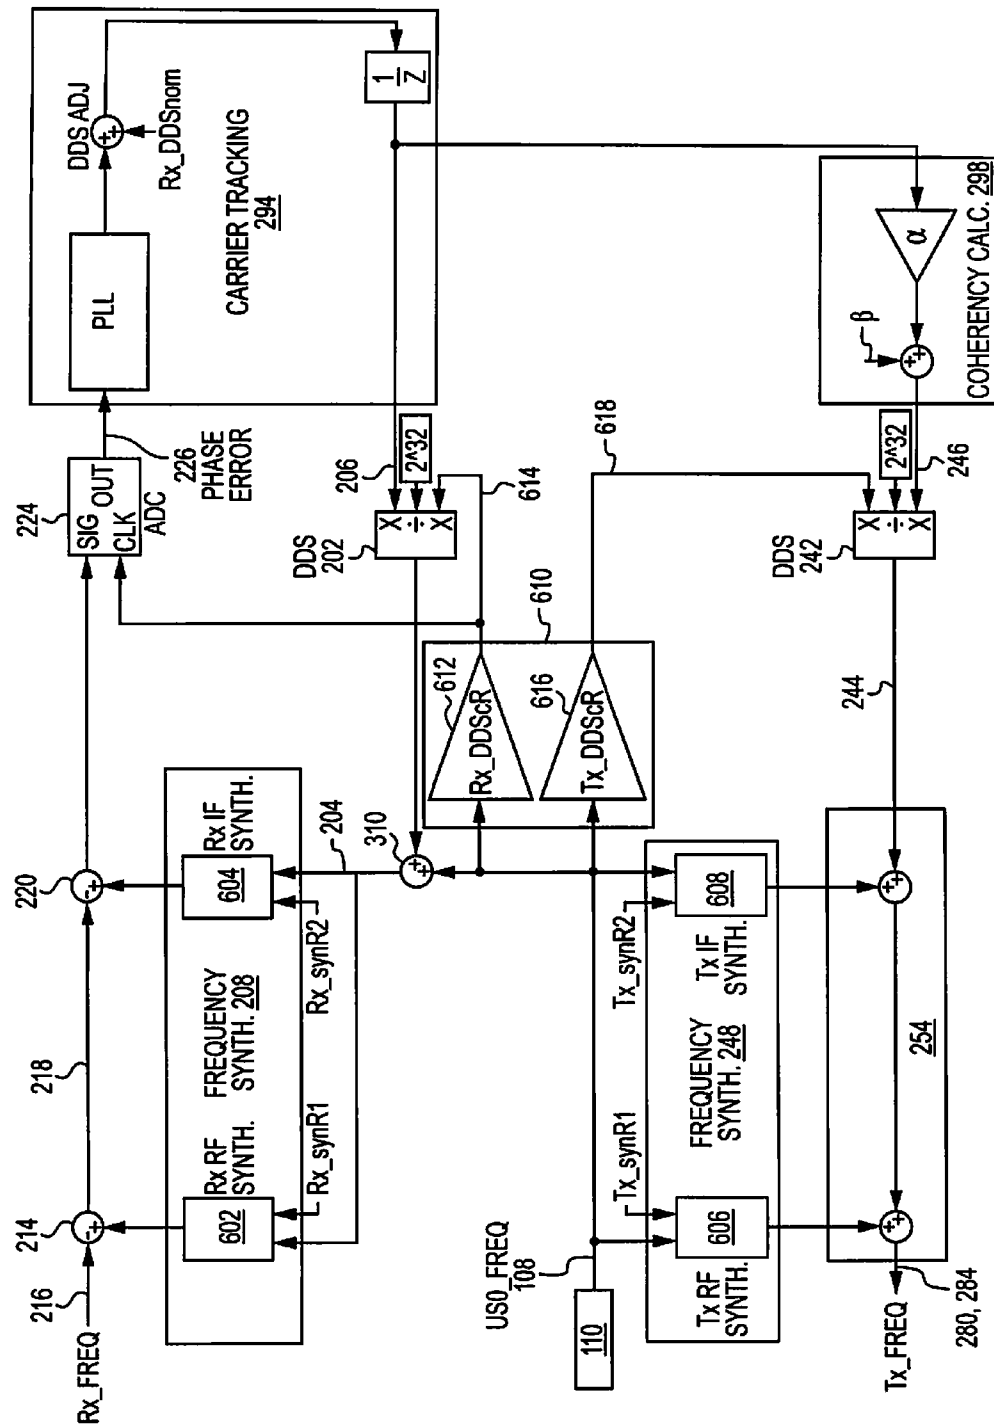 Rx_FREQ
216
214
218
220
224
SIG
OUT
CLK
ADC
226
PHASE
ERROR
PLL
DDS ADJ
+
+
Rx_DDSnom
1
Z
CARRIER TRACKING
294
-
+
-
+
Rx RF
SYNTH.
602
Rx_synR1
FREQUENCY
SYNTH. 208
Rx IF
SYNTH.
604
Rx_synR2
204
310
+
+
DDS
202
X
÷
X
206
2^32
614
612
Rx_DDScR
610
616
Tx_DDScR
618
US0_FREQ
108
110
Tx_synR1
Tx_synR2
Tx RF
SYNTH.
606
FREQUENCY
SYNTH. 248
Tx IF
SYNTH.
608
DDS
242
X
÷
X
2^32
246
244
β
+
+
α
COHERENCY CALC. 298
254
+
+
+
+
Tx_FREQ
280, 284